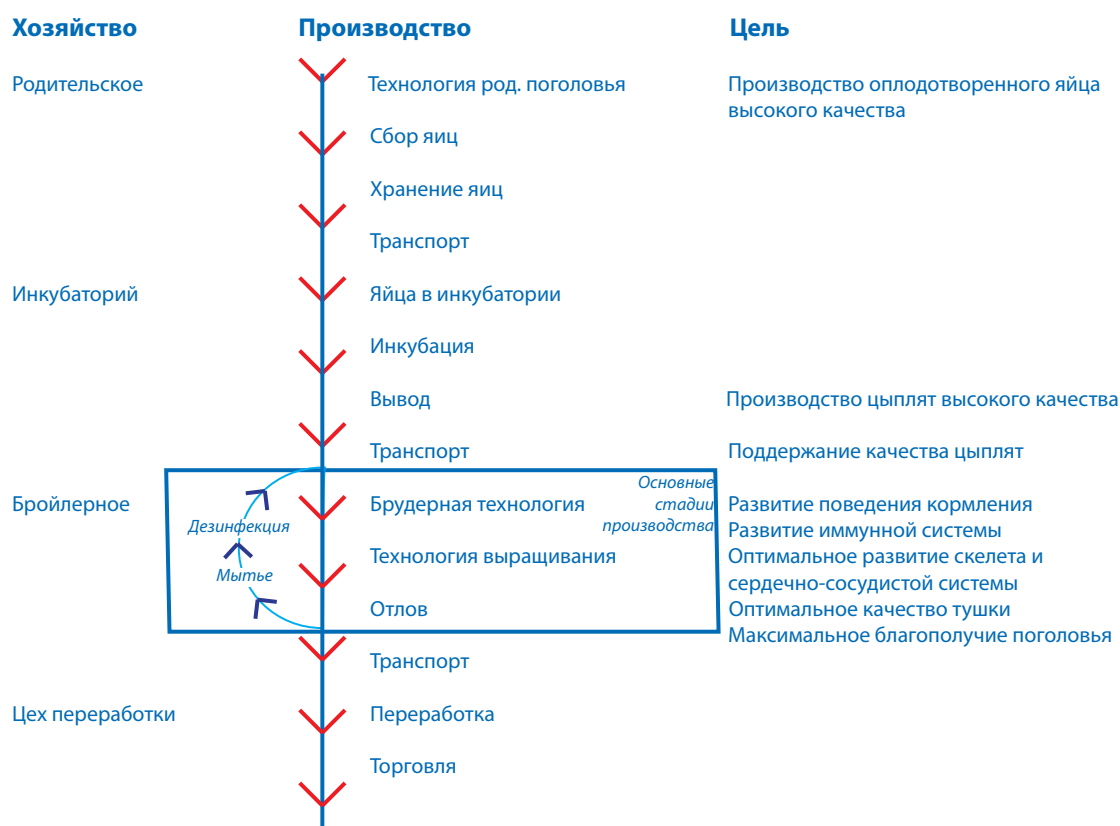 Хозяйство Производство Цель
Родительское Технология род. поголовья Производство оплодотворенного яйца
высокого качества
Сбор яиц
Хранение яиц
Транспорт
Инкубаторий Яйца в инкубатории
Инкубация
Вывод Производство цыплят высокого качества
Транспорт Поддержание качества цыплят
Основные
стадии
производства
Бройлерное Брудерная технология Развитие поведения кормления
Дезинфекция Развитие иммунной системы
Технология выращивания Оптимальное развитие скелета и
Мытье сердечно-сосудистой системы
Отлов Оптимальное качество тушки
Максимальное благополучие поголовья
Транспорт
Цех переработки Переработка
Торговля